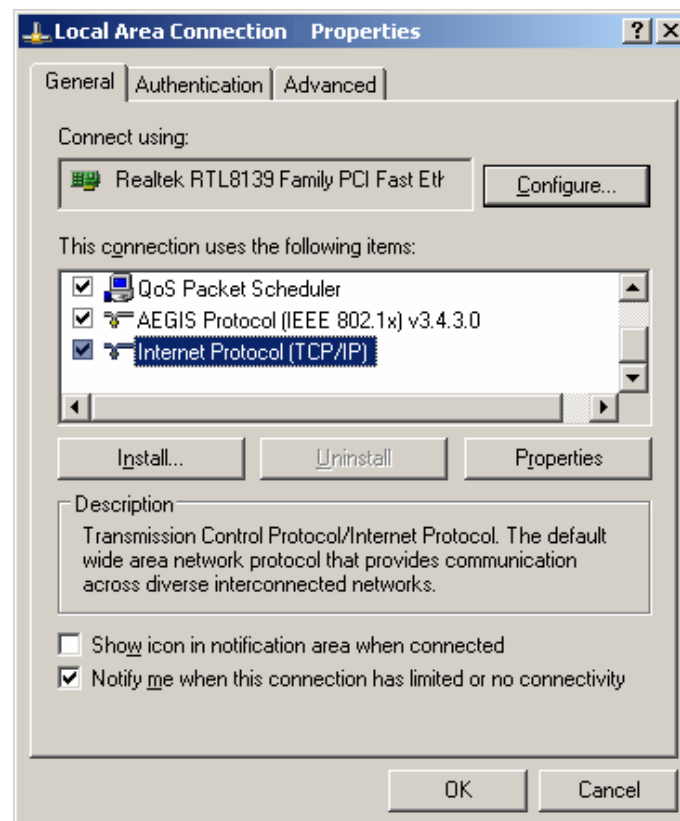 Local Area Connection Properties
General Authentication Advanced
Connect using:
Realtek RTL8139 Family PCI Fast Eth
Configure...
This connection uses the following items:
QoS Packet Scheduler
AEGIS Protocol (IEEE 802.1x) v3.4.3.0
Internet Protocol (TCP/IP)
Install... Uninstall Properties
Description
Transmission Control Protocol/Internet Protocol. The default
wide area network protocol that provides communication
across diverse interconnected networks.
Show icon in notification area when connected
Notify me when this connection has limited or no connectivity
OK Cancel